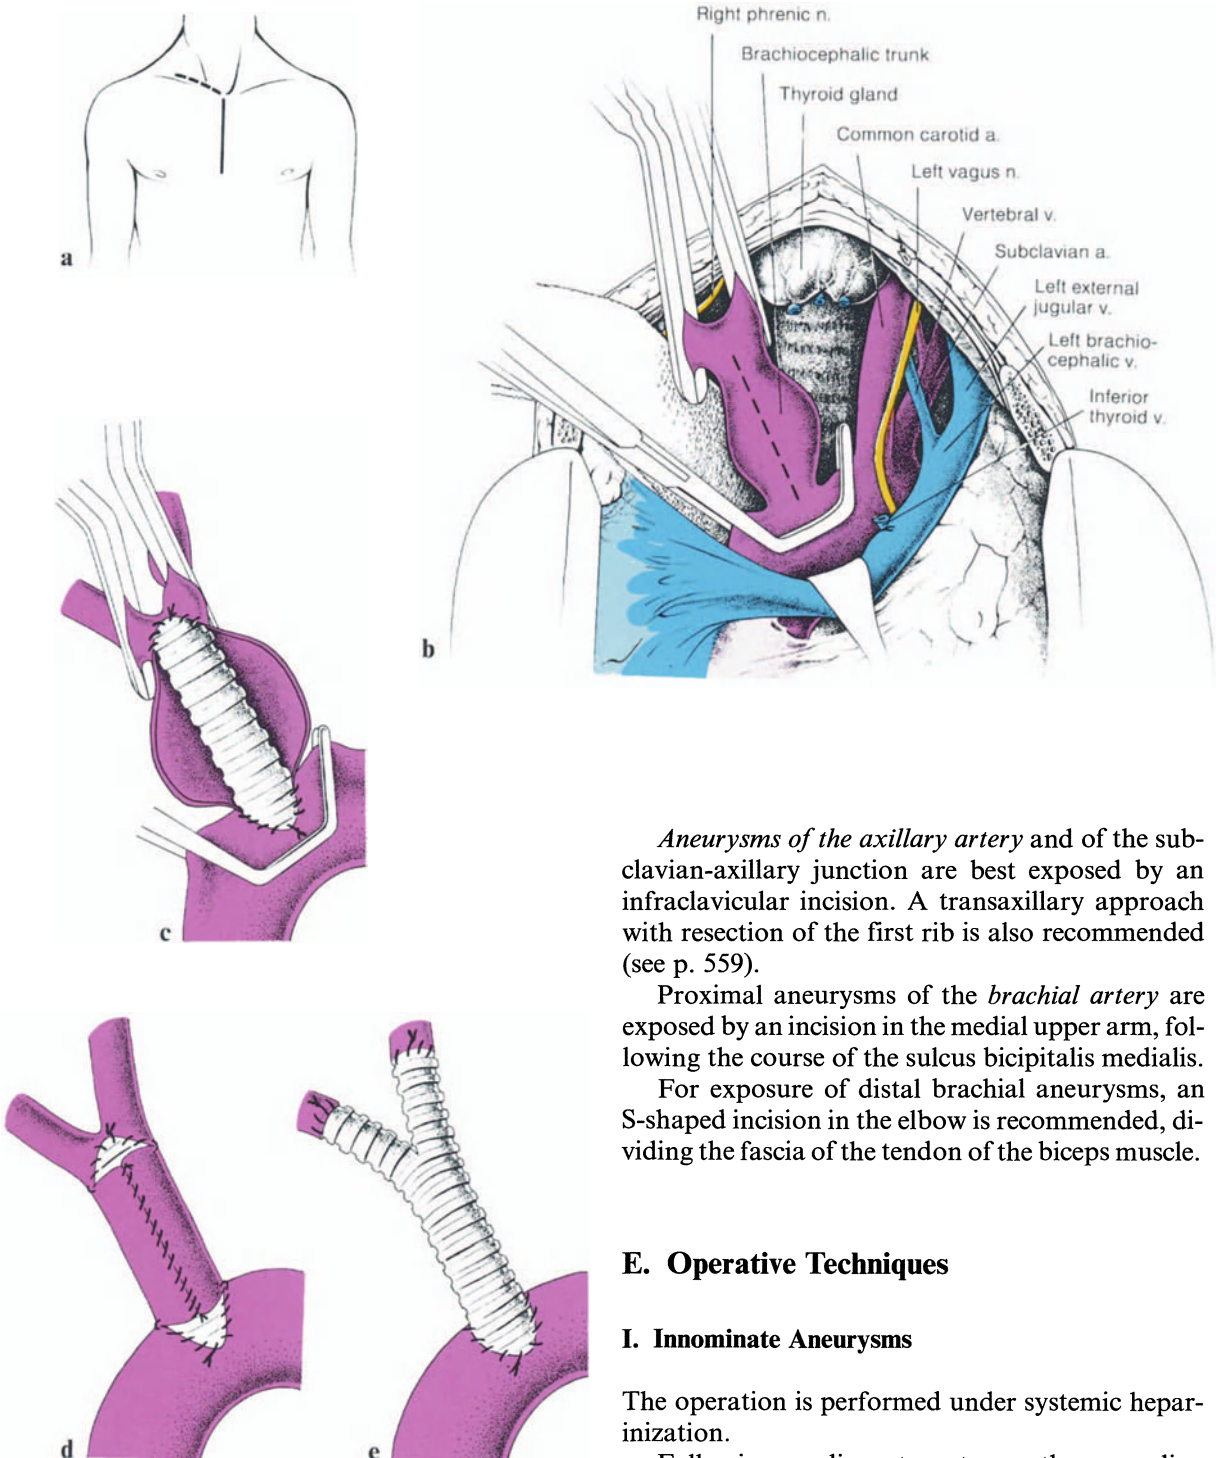 Right phrenic n.
Brachiocephalic trunk
Thyroid gland
Common carotid a.
Left vagus n.
Vertebral v.
Subclavian a.
Left external
jugular v.
Left brachio-
cephalic v.
Inferior
thyroid v.
a
b
c
d
e
Aneurysms of the axillary artery and of the sub-
clavian-axillary junction are best exposed by an
infraclavicular incision. A transaxillary approach
with resection of the first rib is also recommended
(see p. 559).
Proximal aneurysms of the brachial artery are
exposed by an incision in the medial upper arm, fol-
lowing the course of the sulcus bicipitalis medialis.
For exposure of distal brachial aneurysms, an
S-shaped incision in the elbow is recommended, di-
viding the fascia of the tendon of the biceps muscle.
E. Operative Techniques
I. Innominate Aneurysms
The operation is performed under systemic hepar-
inization.